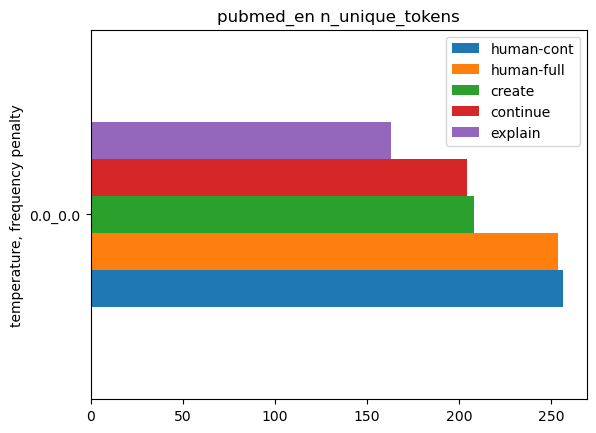 pubmed_en n_unique_tokens
human-cont
human-full
create
continue
explain
temperature, frequency penalty
0.0_0.0
0 50 100 150 200 250